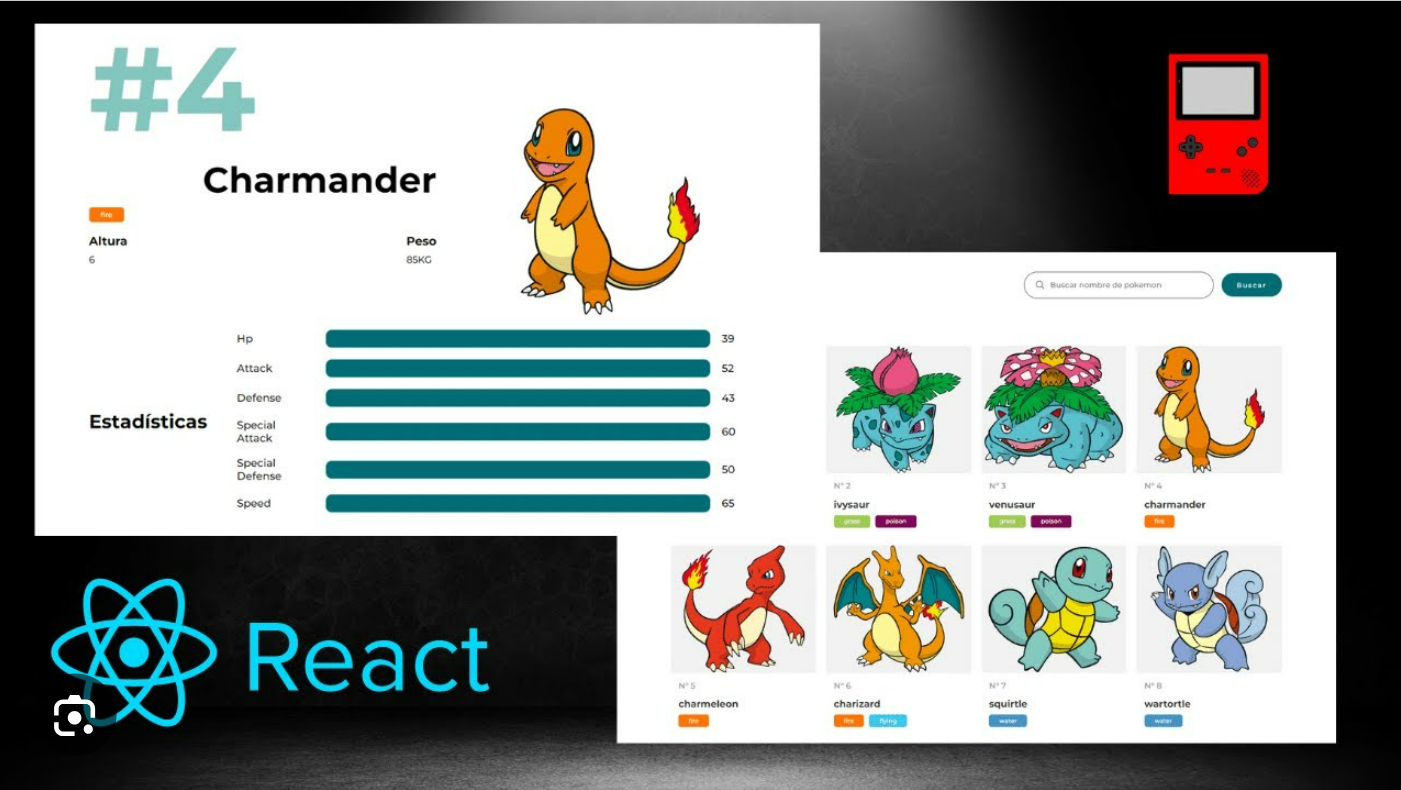 #4
Charmander
fire
Altura
Peso
6
85KG
Estadísticas
Hp
39
Attack
52
Defense
43
Special
Attack
60
Special
Defense
50
Speed
65
React
Buscar nombre de pokemon
Buscar
N° 2
N° 3
N° 4
ivysaur
venusaur
charmander
grass poison
grass poison
fire
N° 5
N° 6
N° 7
N° 8
charmeleon
charizard
squirtle
wartortle
fire
fire flying
water
water